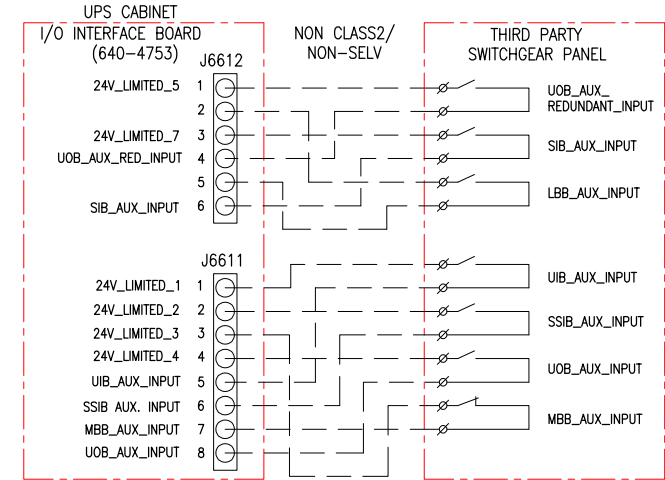 UPS CABINET
I/O INTERFACE BOARD
(640-4753)
NON CLASS2/
NON-SELV
THIRD PARTY
SWITCHGEAR PANEL
J6612
24V_LIMITED_5 1
2
24V_LIMITED_7 3
UOB_AUX_RED_INPUT 4
5
SIB_AUX_INPUT 6
UOB_AUX_
REDUNDANT_INPUT
SIB_AUX_INPUT
LBB_AUX_INPUT
J6611
24V_LIMITED_1 1
24V_LIMITED_2 2
24V_LIMITED_3 3
24V_LIMITED_4 4
UIB_AUX_INPUT 5
SSIB AUX. INPUT 6
MBB_AUX_INPUT 7
UOB_AUX_INPUT 8
UIB_AUX_INPUT
SSIB_AUX_INPUT
UOB_AUX_INPUT
MBB_AUX_INPUT